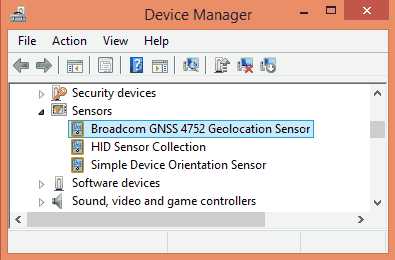 Device Manager
File Action View Help
Security devices
Sensors
Broadcom GNSS 4752 Geolocation Sensor
HID Sensor Collection
Simple Device Orientation Sensor
Software devices
Sound, video and game controllers